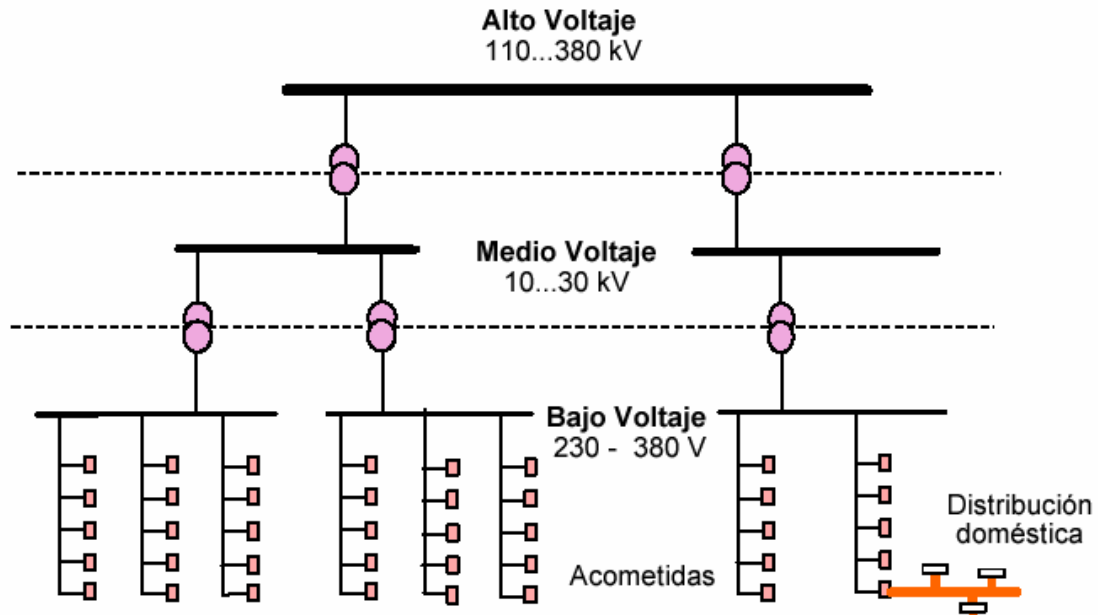 Alto Voltaje
110...380 kV
Medio Voltaje
10...30 kV
Bajo Voltaje
230 - 380 V
Distribución
doméstica
Acometidas